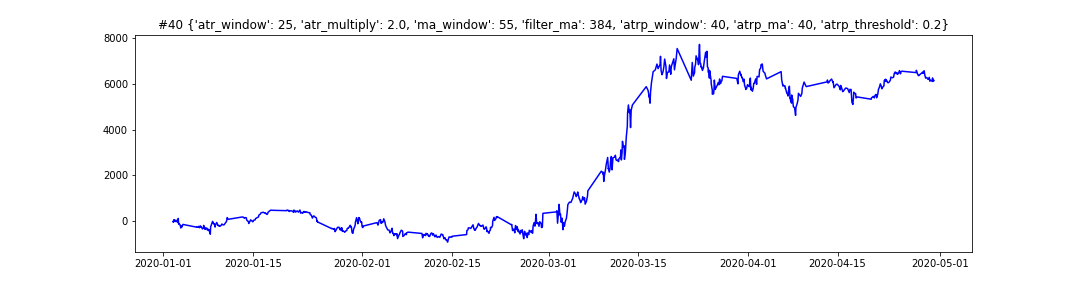 #40 {'atr_window': 25, 'atr_multiply': 2.0, 'ma_window': 55, 'filter_ma': 384, 'atrp_window': 40, 'atrp_ma': 40, 'atrp_threshold': 0.2}
8000
6000
4000
2000
0
2020-01-01 2020-01-15 2020-02-01 2020-02-15 2020-03-01 2020-03-15 2020-04-01 2020-04-15 2020-05-01